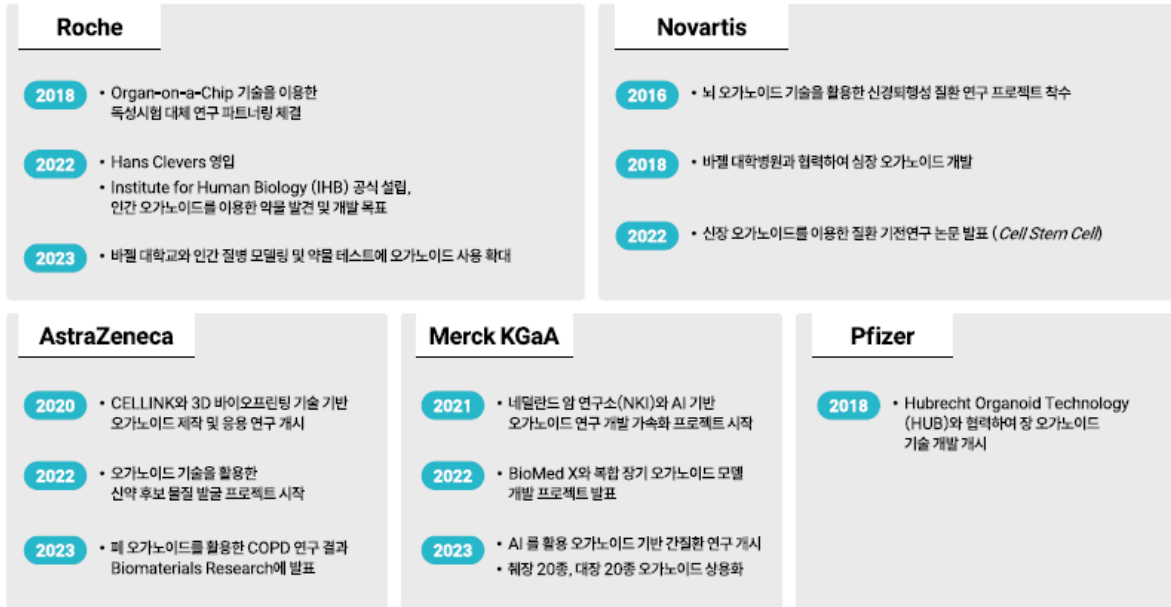 Roche
2018
• Organ-on-a-Chip 기술을 이용한
독성시험 대체 연구 파트너링 체결
2022
• Hans Clevers 영입
• Institute for Human Biology (IHB) 공식 설립,
인간 오가노이드를 이용한 약물 발견 및 개발 목표
2023
• 바젤 대학교와 인간 질병 모델링 및 약물 테스트에 오가노이드 사용 확대
Novartis
2016
• 뇌 오가노이드 기술을 활용한 신경퇴행성 질환 연구 프로젝트 착수
2018
• 바젤 대학병원과 협력하여 심장 오가노이드 개발
2022
• 신장 오가노이드를 이용한 질환 기전연구 논문 발표 (Cell Stem Cell)
AstraZeneca
2020
• CELLINK와 3D 바이오프린팅 기술 기반
오가노이드 제작 및 응용 연구 개시
2022
• 오가노이드 기술을 활용한
신약 후보 물질 발굴 프로젝트 시작
2023
• 폐 오가노이드를 활용한 COPD 연구 결과
Biomaterials Research에 발표
Merck KGaA
2021
• 네덜란드 암 연구소(NKI)와 AI 기반
오가노이드 연구 개발 가속화 프로젝트 시작
2022
• BioMed X와 복합 장기 오가노이드 모델
개발 프로젝트 발표
2023
• AI 를 활용 오가노이드 기반 간질환 연구 개시
• 췌장 20종, 대장 20종 오가노이드 상용화
Pfizer
2018
• Hubrecht Organoid Technology
(HUB)와 협력하여 장 오가노이드
기술 개발 개시